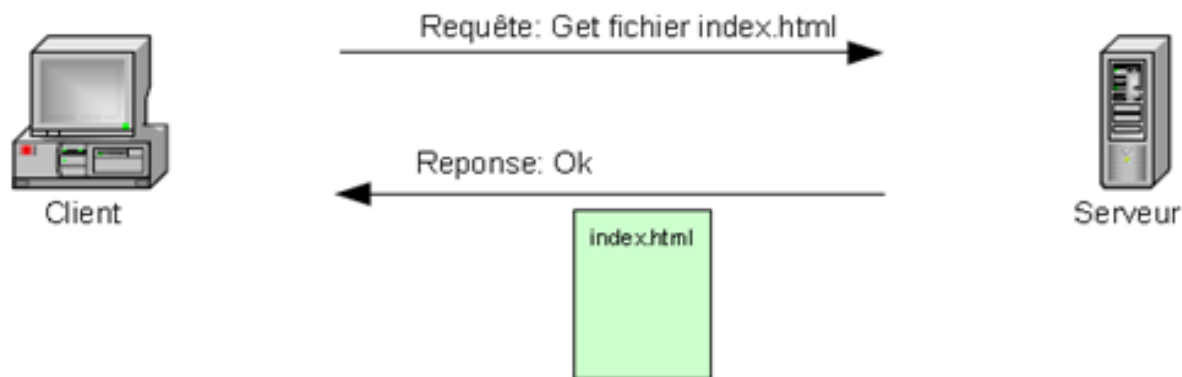 Requête: Get fichier index.html
Reponse: Ok
Client
Serveur
index.html